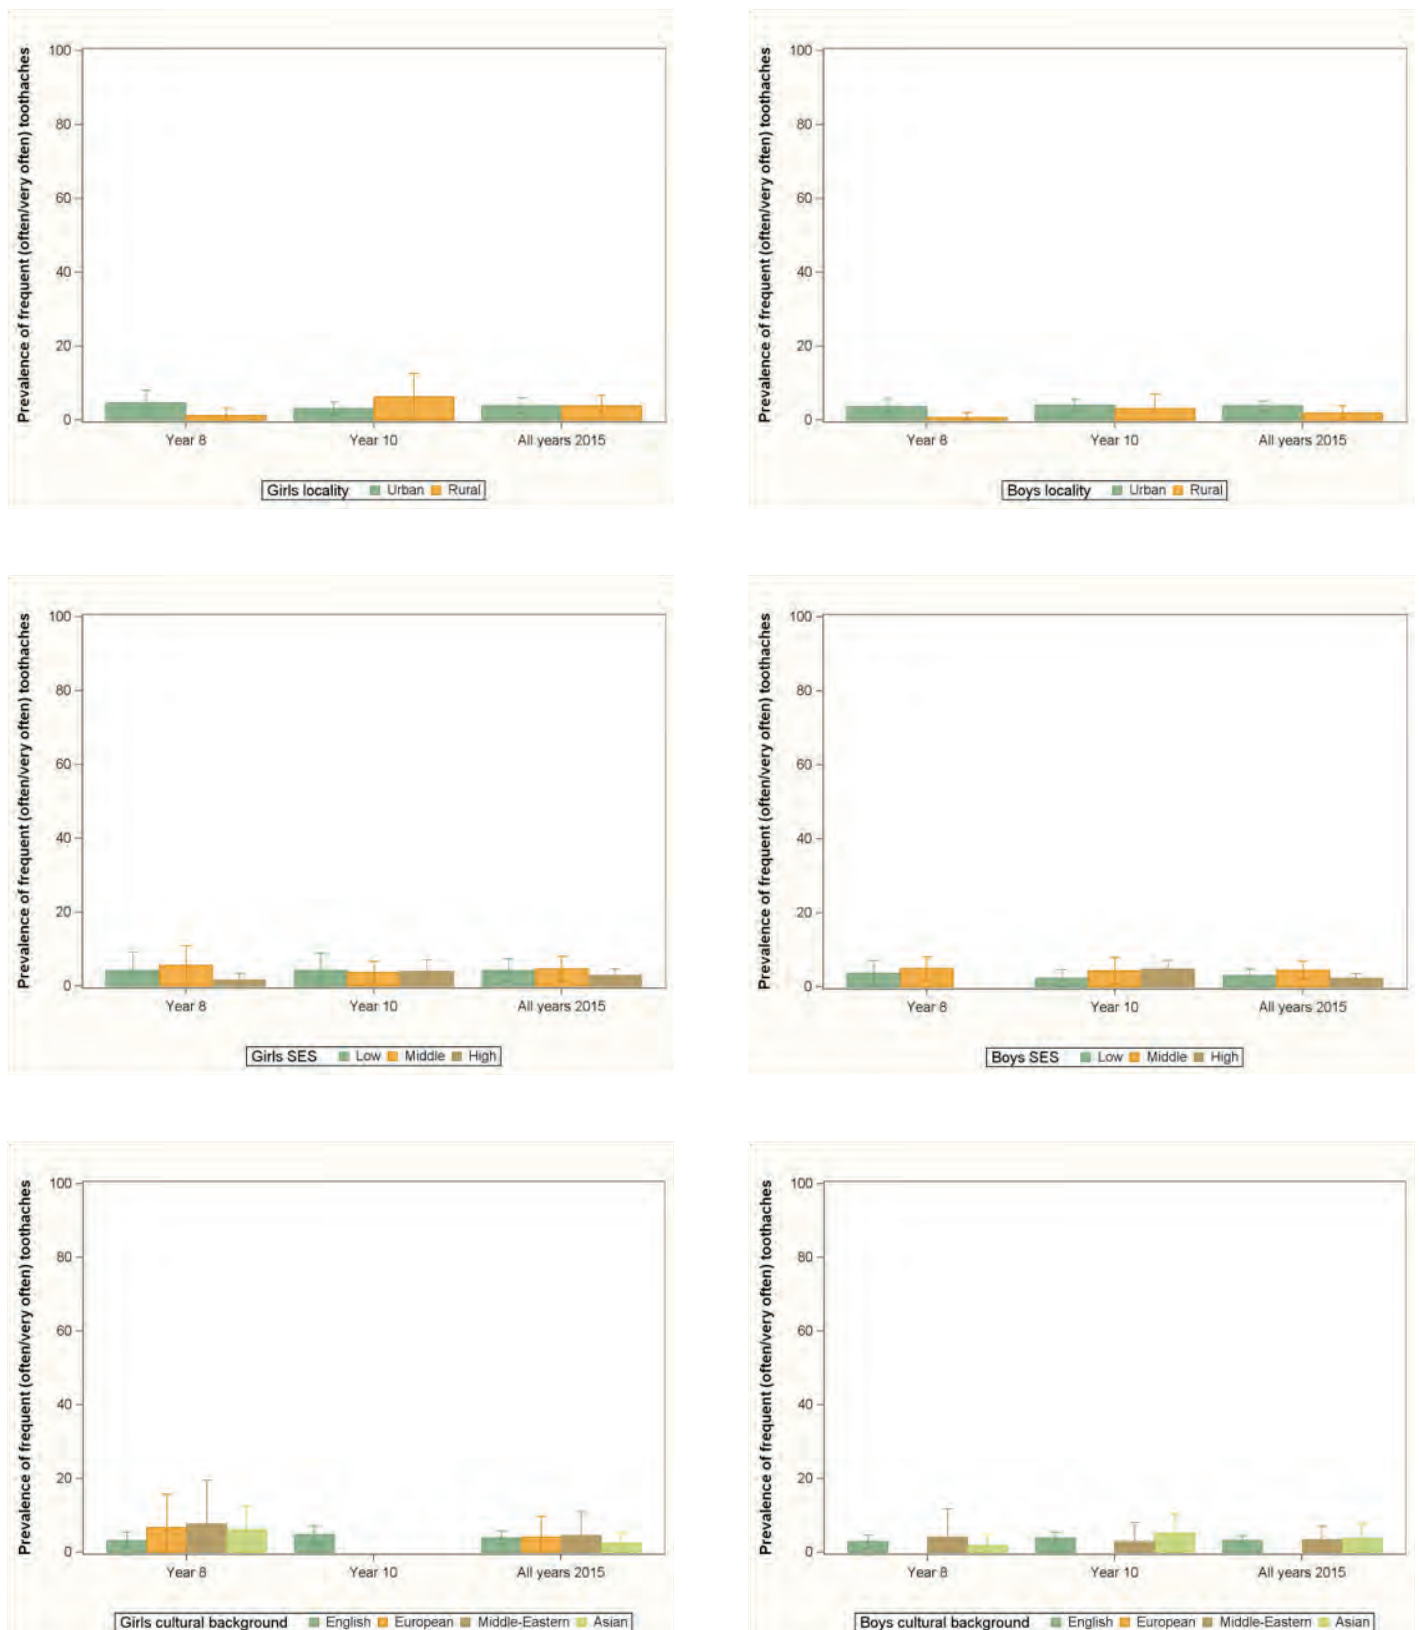 Prevalence of frequent (often/very often) toothaches
100
80
60
40
20
0
Year 8 Year 10 All years 2015
Girls locality Urban Rural
Prevalence of frequent (often/very often) toothaches
100
80
60
40
20
0
Year 8 Year 10 All years 2015
Boys locality Urban Rural
Prevalence of frequent (often/very often) toothaches
100
80
60
40
20
0
Year 8 Year 10 All years 2015
Girls SES Low Middle High
Prevalence of frequent (often/very often) toothaches
100
80
60
40
20
0
Year 8 Year 10 All years 2015
Boys SES Low Middle High
Prevalence of frequent (often/very often) toothaches
100
80
60
40
20
0
Year 8 Year 10 All years 2015
Girls cultural background English European Middle-Eastern Asian
Prevalence of frequent (often/very often) toothaches
100
80
60
40
20
0
Year 8 Year 10 All years 2015
Boys cultural background English European Middle-Eastern Asian